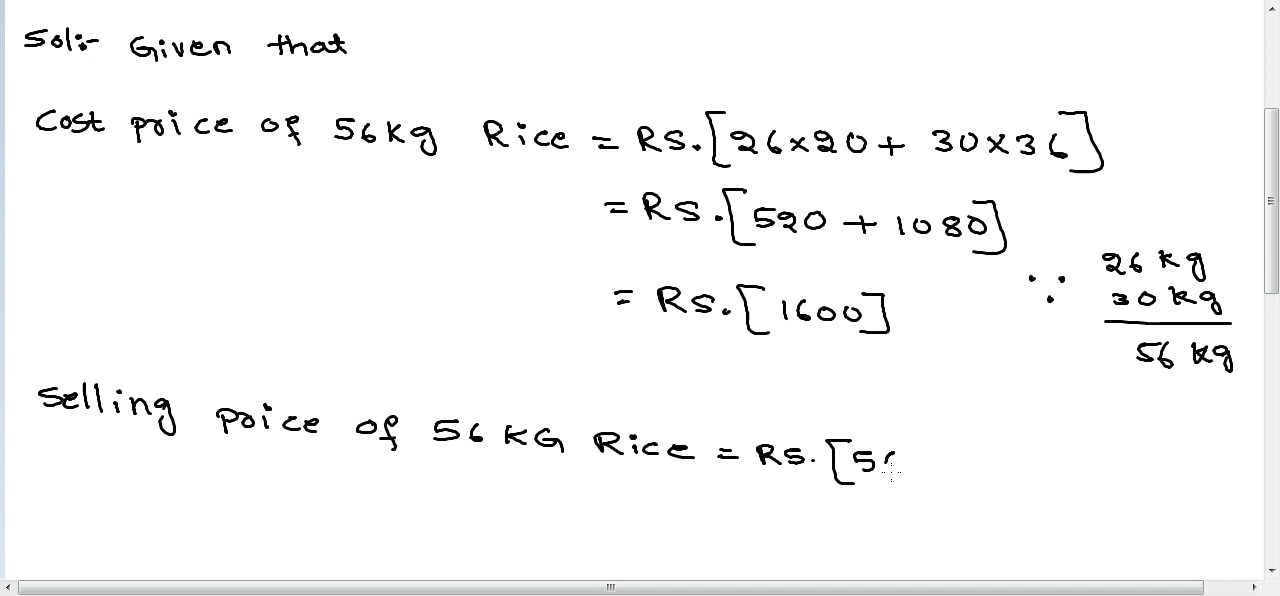 Sol:- Given that
Cost price of 56Kg Rice = RS.[26×20 + 30×36]
= RS.[520 + 1080]
= RS.[1600]
∵ 26 kg
30 kg
56 kg
Selling price of 56 KG Rice = RS.[56